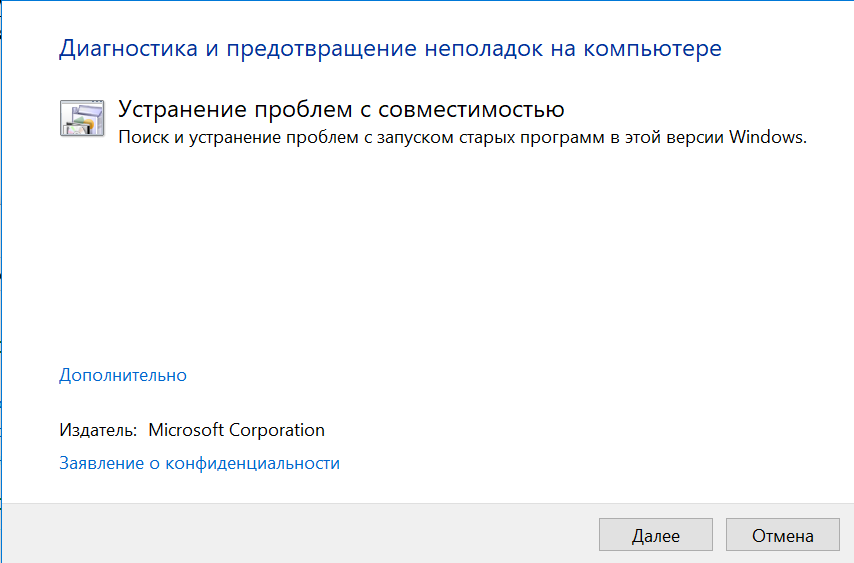 Диагностика и предотвращение неполадок на компьютере
Устранение проблем с совместимостью
Поиск и устранение проблем с запуском старых программ в этой версии Windows.
Дополнительно
Издатель: Microsoft Corporation
Заявление о конфиденциальности
Далее Отмена